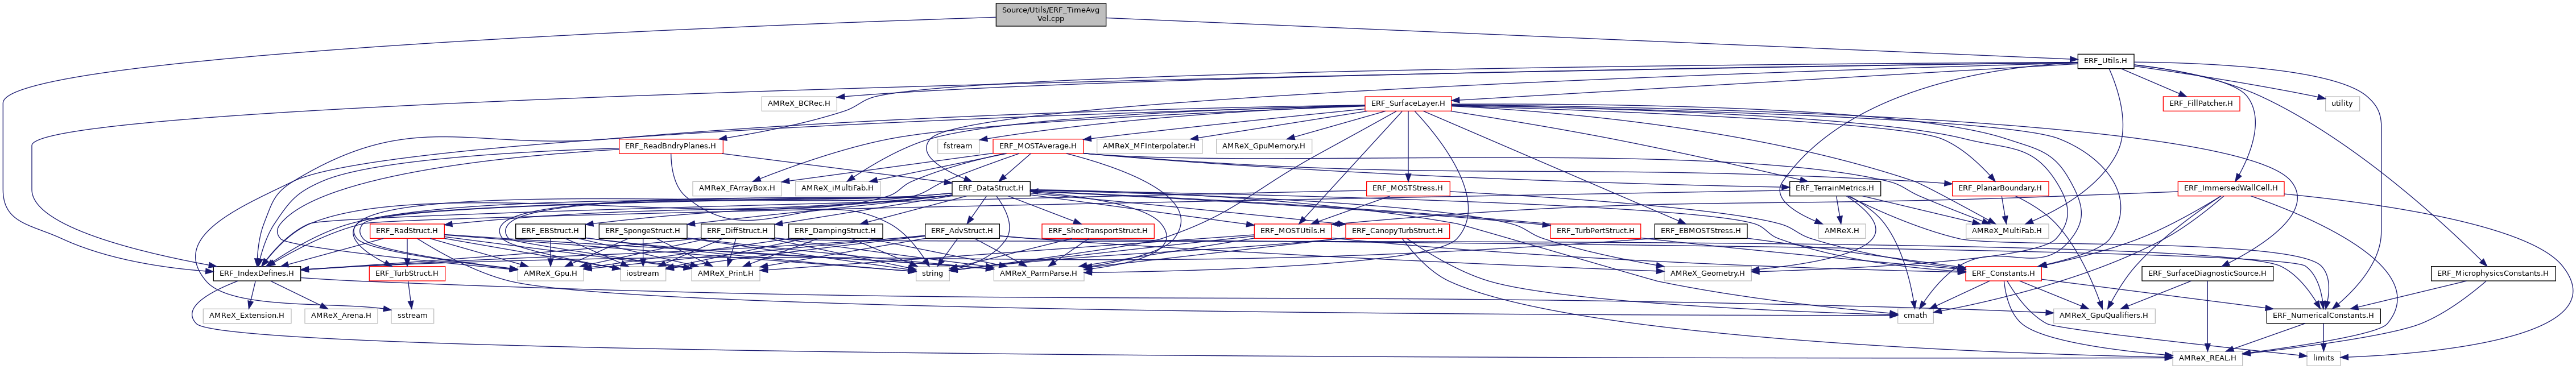 Source/Utils/ERF_TimeAvg
Vel.cpp
ERF_Utils.H
AMReX_BCRec.H
ERF_SurfaceLayer.H
ERF_FillPatcher.H
utility
ERF_ReadBndryPlanes.H
fstream
ERF_MOSTAverage.H
AMReX_MFInterpolater.H
AMReX_GpuMemory.H
AMReX_FArrayBox.H
AMReX_iMultiFab.H
ERF_DataStruct.H
ERF_MOSTStress.H
ERF_TerrainMetrics.H
ERF_PlanarBoundary.H
ERF_ImmersedWallCell.H
ERF_RadStruct.H
ERF_EBStruct.H
ERF_SpongeStruct.H
ERF_DiffStruct.H
ERF_DampingStruct.H
ERF_AdvStruct.H
ERF_ShocTransportStruct.H
ERF_MOSTUtils.H
ERF_CanopyTurbStruct.H
ERF_TurbPertStruct.H
ERF_EBMOSTStress.H
AMReX_R.H
AMReX_MultiFab.H
ERF_IndexDefines.H
ERF_TurbStruct.H
AMReX_Gpu.H
iostream
AMReX_Print.H
string
AMReX_ParmParse.H
AMReX_Geometry.H
ERF_Constants.H
ERF_SurfaceDiagnosticSource.H
ERF_MicrophysicsConstants.H
AMReX_Extension.H
AMReX_Arena.H
sstream
cmath
AMReX_GpuQualifiers.H
ERF_NumericalConstants.H
AMReX_REAL.H
limits